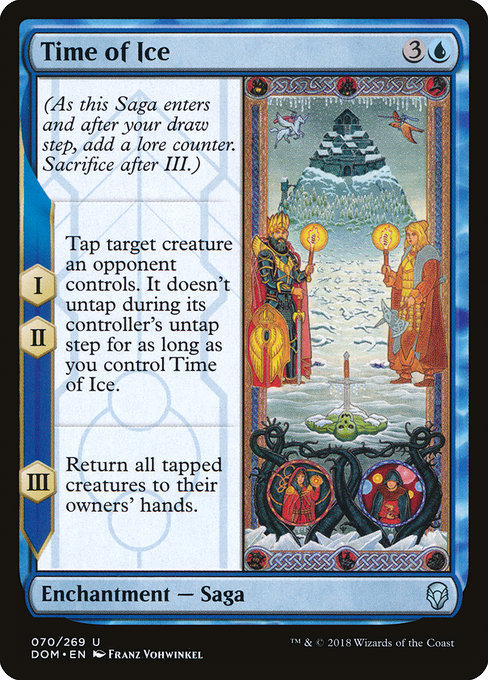 Time of Ice 3
(As this Saga enters
and after your draw
step, add a lore counter.
Sacrifice after III.)
I
II
Tap target creature
an opponent
controls. It doesn't
untap during its
controller's untap
step for as long as
you control Time
of Ice.
III
Return all tapped
creatures to their
owners' hands.
Enchantment — Saga
070/269 U
DOM • EN Franz Vohwinkel
™ & © 2018 Wizards of the Coast